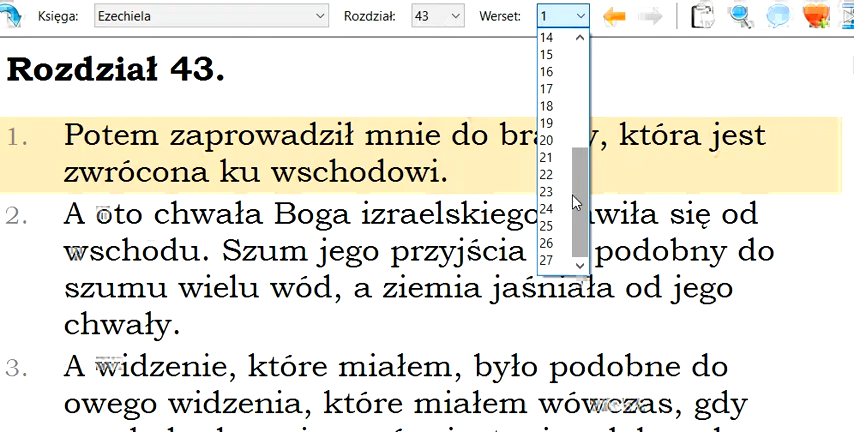 Księga: Ezechiela Rozdział: 43 Werset: 1
14
15
16
17
18
19
20
21
22
23
24
25
26
27
Rozdział 43.
1. Potem zaprowadził mnie do która jest
zwrócona ku wschodowi.
2. A oto chwała Boga izraelskiego się od
wschodu. Szum jego przyjścia podobny do
szumu wielu wód, a ziemia jaśniała od jego
chwały.
3. A widzenie, które miałem, było podobne do
owego widzenia, które miałem wówczas, gdy